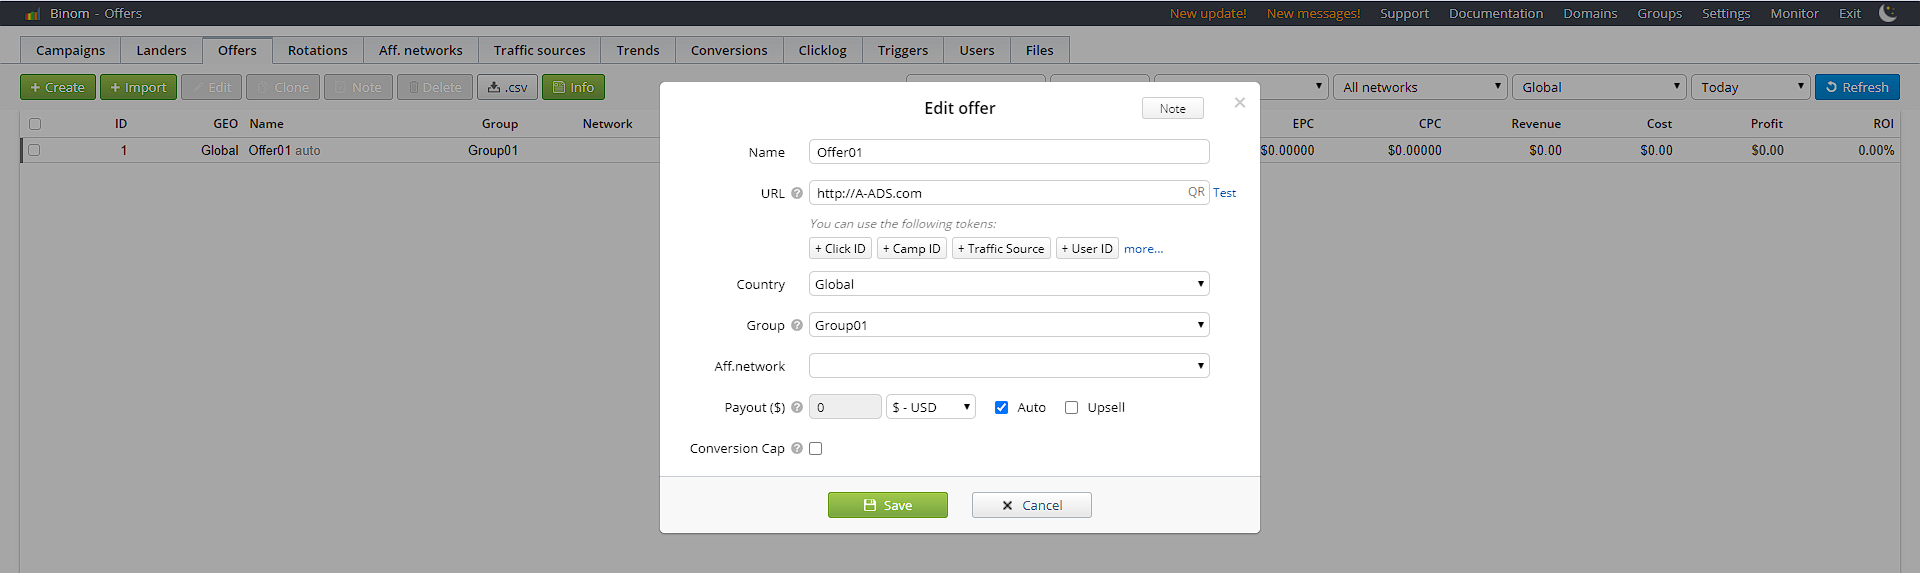 Binom - Offers New update! New messages! Support Documentation Domains Groups Settings Monitor Exit
Campaigns Landers Offers Rotations Aff. networks Traffic sources Trends Conversions Clicklog Triggers Users Files
+ Create + Import Edit Clone Note Delete .csv Info All networks Global Today Refresh
ID GEO Name Group Network EPC CPC Revenue Cost Profit ROI
1 Global Offer01 auto Group01 $0.00000 $0.00000 $0.00 $0.00 $0.00 0.00%
Edit offer Note ×
Name Offer01
URL ? http://A-ADS.com QR Test
You can use the following tokens:
+ Click ID + Camp ID + Traffic Source + User ID more...
Country Global
Group ? Group01
Aff.network
Payout ($) ? 0 $ - USD Auto Upsell
Conversion Cap ?
Save Cancel